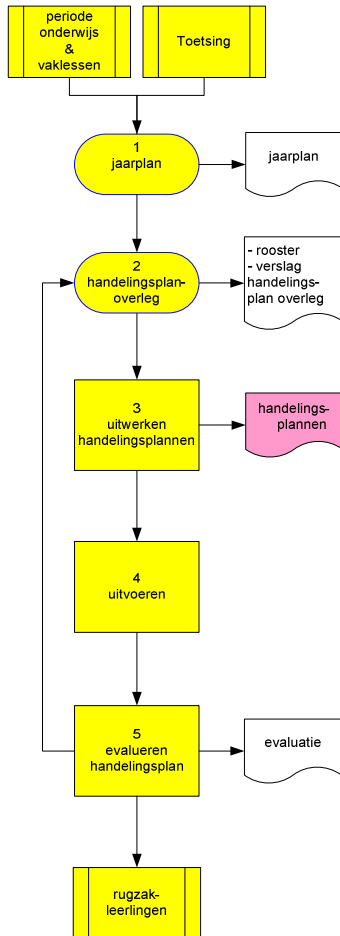 periode
onderwijs
&
vaklessen
Toetsing
1
jaarplan
jaarplan
2
handelingsplan-
overleg
- rooster
- verslag
handelings-
plan overleg
3
uitwerken
handelingsplannen
handelings-
plannen
4
uitvoeren
5
evalueren
handelingsplan
evaluatie
rugzak-
leerlingen